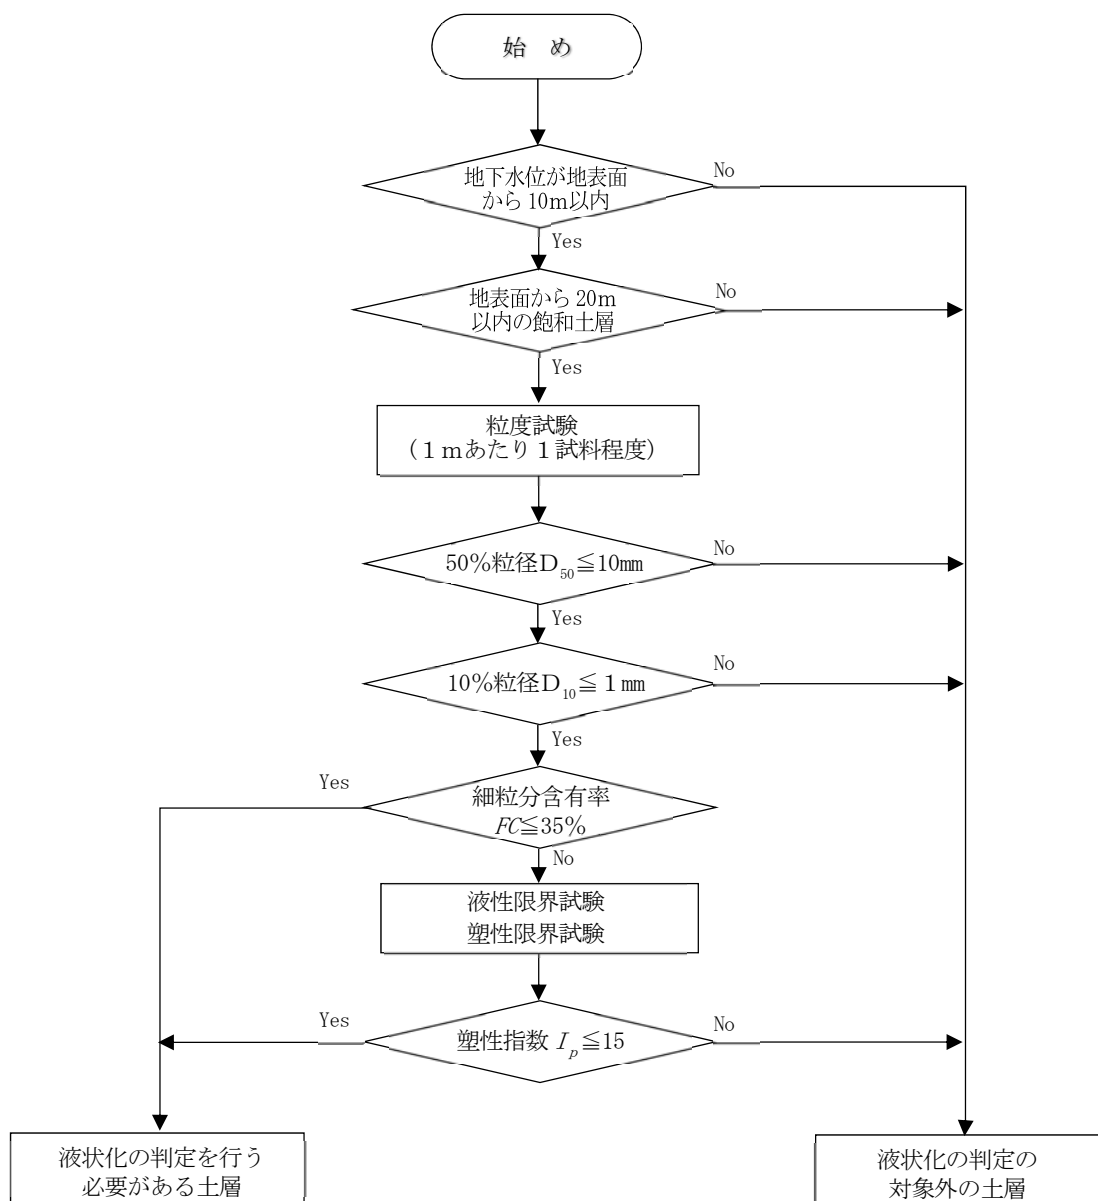 始　め
地下水位が地表面
から 10m以内
No
Yes
地表面から 20m
以内の飽和土層
No
Yes
粒度試験
（１ｍあたり１試料程度）
50%粒径D50≦10mm
No
Yes
10%粒径D10≦１mm
No
Yes
細粒分含有率
FC≦35%
Yes
No
液性限界試験
塑性限界試験
塑性指数 Ip≦15
Yes
No
液状化の判定を行う
必要がある土層
液状化の判定の
対象外の土層